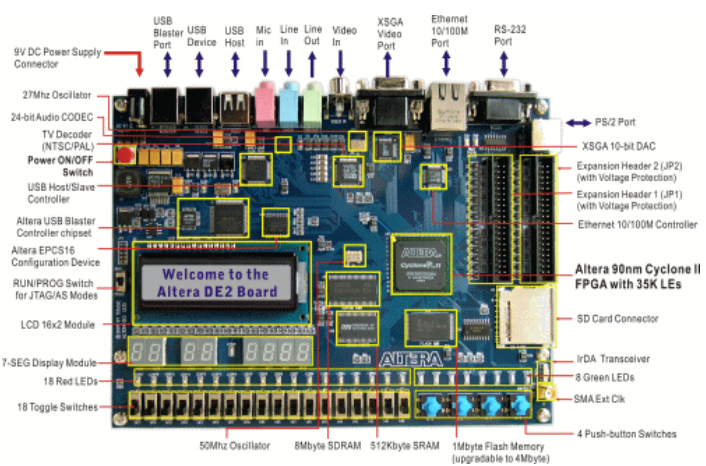 USB
Blaster
Port
USB
Device
USB
Host
Mic
in
Line
In
Line
Out
Video
In
XSGA
Video
Port
Ethernet
10/100M
Port
RS-232
Port
9V DC Power Supply
Connector
27Mhz Oscillator
24-bit Audio CODEC
TV Decoder
(NTSC/PAL)
Power ON/OFF
Switch
USB Host/Slave
Controller
Altera USB Blaster
Controller chipset
Altera EPCS16
Configuration Device
RUN/PROG Switch
for JTAG/AS Modes
LCD 16x2 Module
7-SEG Display Module
18 Red LEDs
18 Toggle Switches
PS/2 Port
XSGA 10-bit DAC
Expansion Header 2 (JP2)
(with Voltage Protection)
Expansion Header 1 (JP1)
(with Voltage Protection)
Ethernet 10/100M Controller
Altera 90nm Cyclone II
FPGA with 35K LEs
SD Card Connector
IrDA Transceiver
8 Green LEDs
SMA Ext Clk
4 Push-button Switches
ALTERA
Cyclone II
Welcome to the
Altera DE2 Board
ALTERA
50Mhz Oscillator
8Mbyte SDRAM
512Kbyte SRAM
1Mbyte Flash Memory
(upgradable to 4Mbyte)